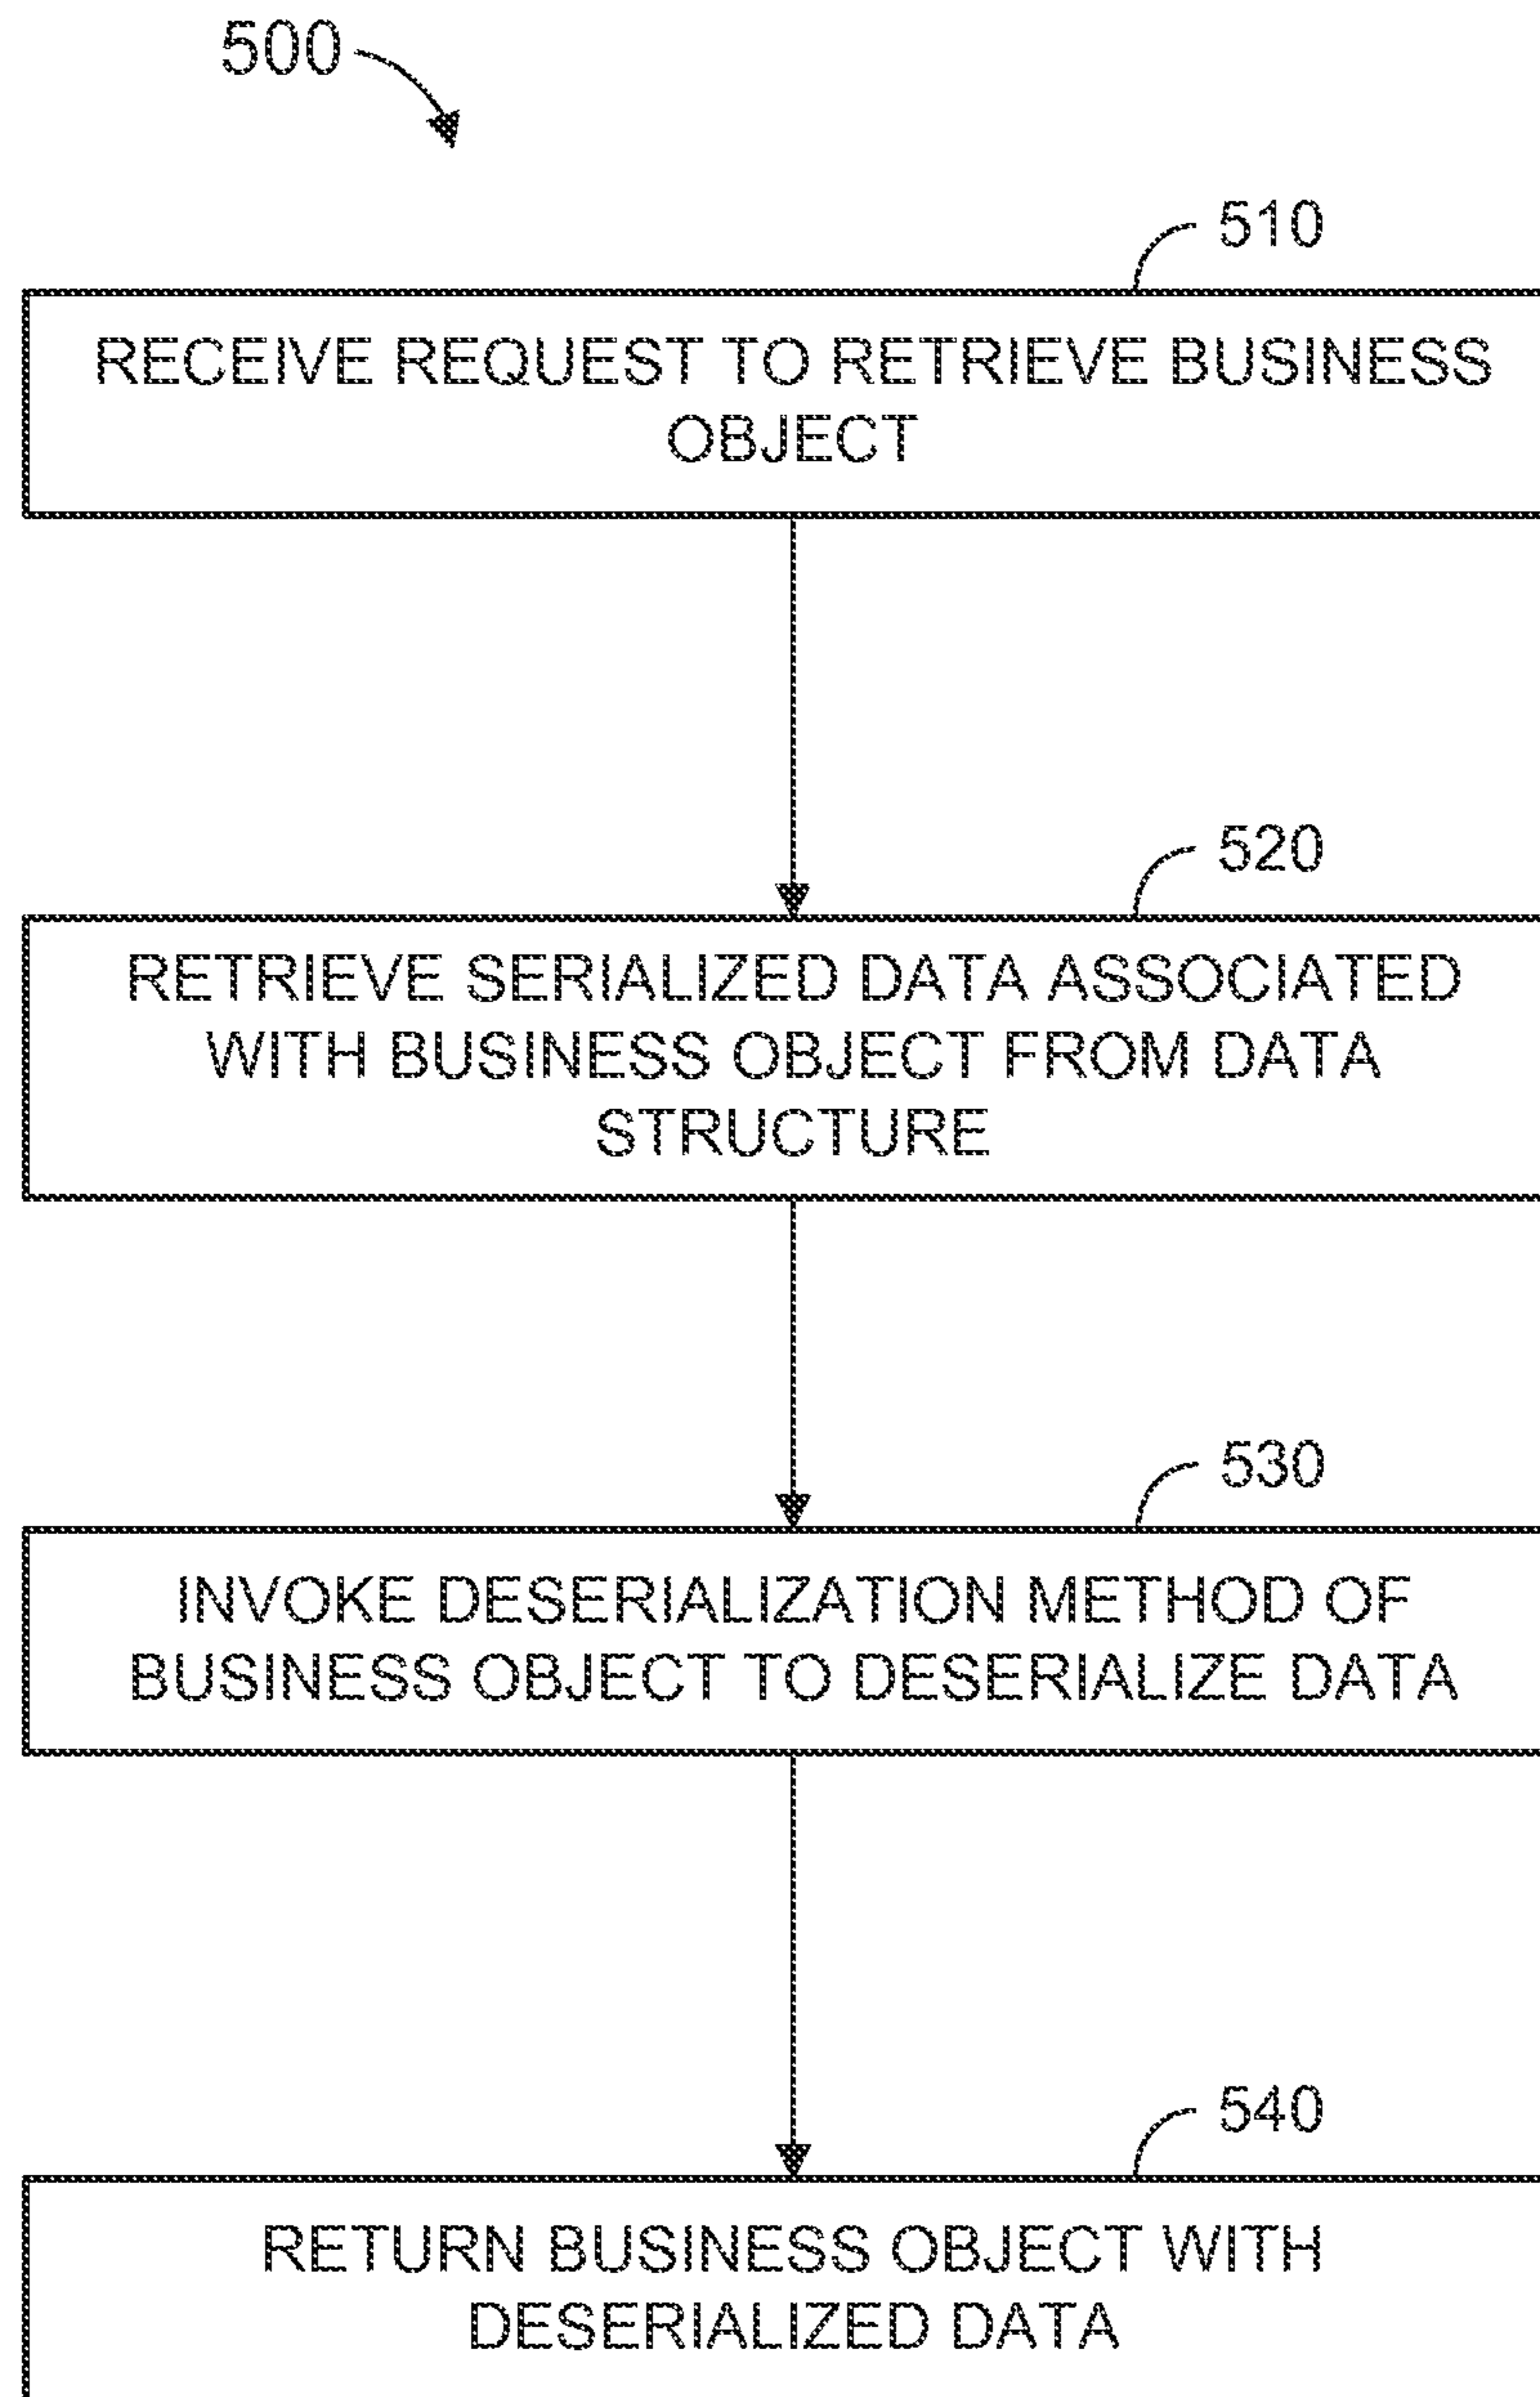 500
510
RECEIVE REQUEST TO RETRIEVE BUSINESS
OBJECT
520
RETRIEVE SERIALIZED DATA ASSOCIATED
WITH BUSINESS OBJECT FROM DATA
STRUCTURE
530
INVOKE DESERIALIZATION METHOD OF
BUSINESS OBJECT TO DESERIALIZE DATA
540
RETURN BUSINESS OBJECT WITH
DESERIALIZED DATA